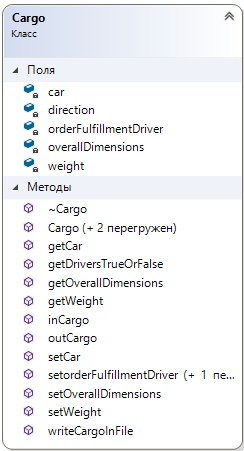 Cargo
Класс
Поля
car
direction
orderFulfillmentDriver
overallDimensions
weight
Методы
~Cargo
Cargo (+ 2 перегружен)
getCar
getDriversTrueOrFalse
getOverallDimensions
getWeight
inCargo
outCargo
setCar
setorderFulfillmentDriver (+ 1 пе...
setOverallDimensions
setWeight
writeCargoInFile